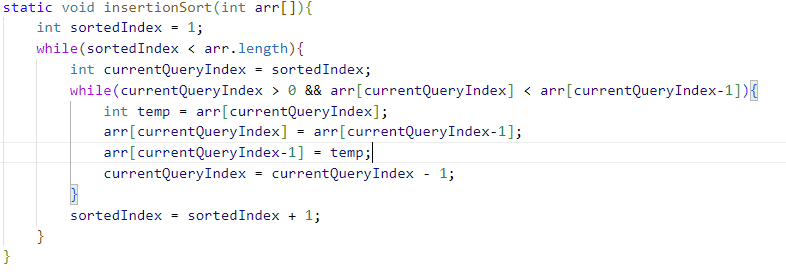 static void insertionSort(int arr[]){
    int sortedIndex = 1;
    while(sortedIndex < arr.length){
        int currentQueryIndex = sortedIndex;
        while(currentQueryIndex > 0 && arr[currentQueryIndex] < arr[currentQueryIndex-1]){
            int temp = arr[currentQueryIndex];
            arr[currentQueryIndex] = arr[currentQueryIndex-1];
            arr[currentQueryIndex-1] = temp;
            currentQueryIndex = currentQueryIndex - 1;
        }
        sortedIndex = sortedIndex + 1;
    }
}